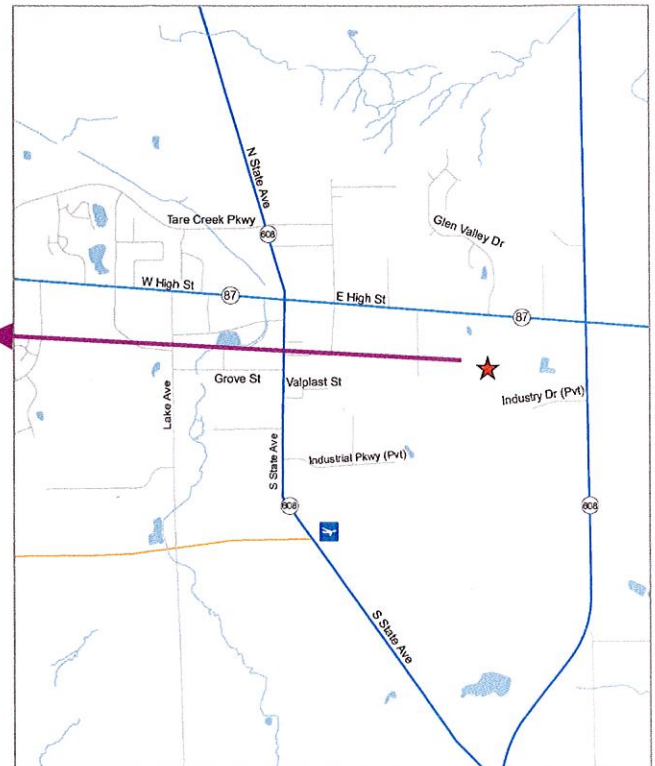 N State Ave
Tare Creek Pkwy
608
Glen Valley Dr
W High St
87
E High St
87
Grove St
Valplast St
Industry Dr (Pvt)
Lake Ave
S State Ave
Industrial Pkwy (Pvt)
608
608
S State Ave